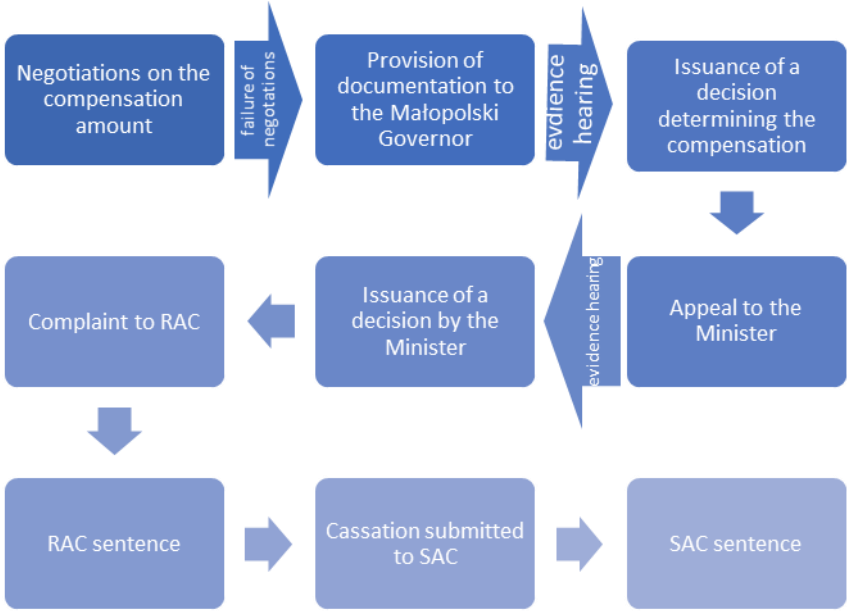 Negotiations on the
compensation
amount
failure of
negotations
Provision of
documentation to
the Małopolski
Governor
evdience
hearing
Issuance of a
decision
determining the
compensation
Appeal to the
Minister
evidence hearing
Issuance of a
decision by the
Minister
Complaint to RAC
RAC sentence
Cassation submitted
to SAC
SAC sentence